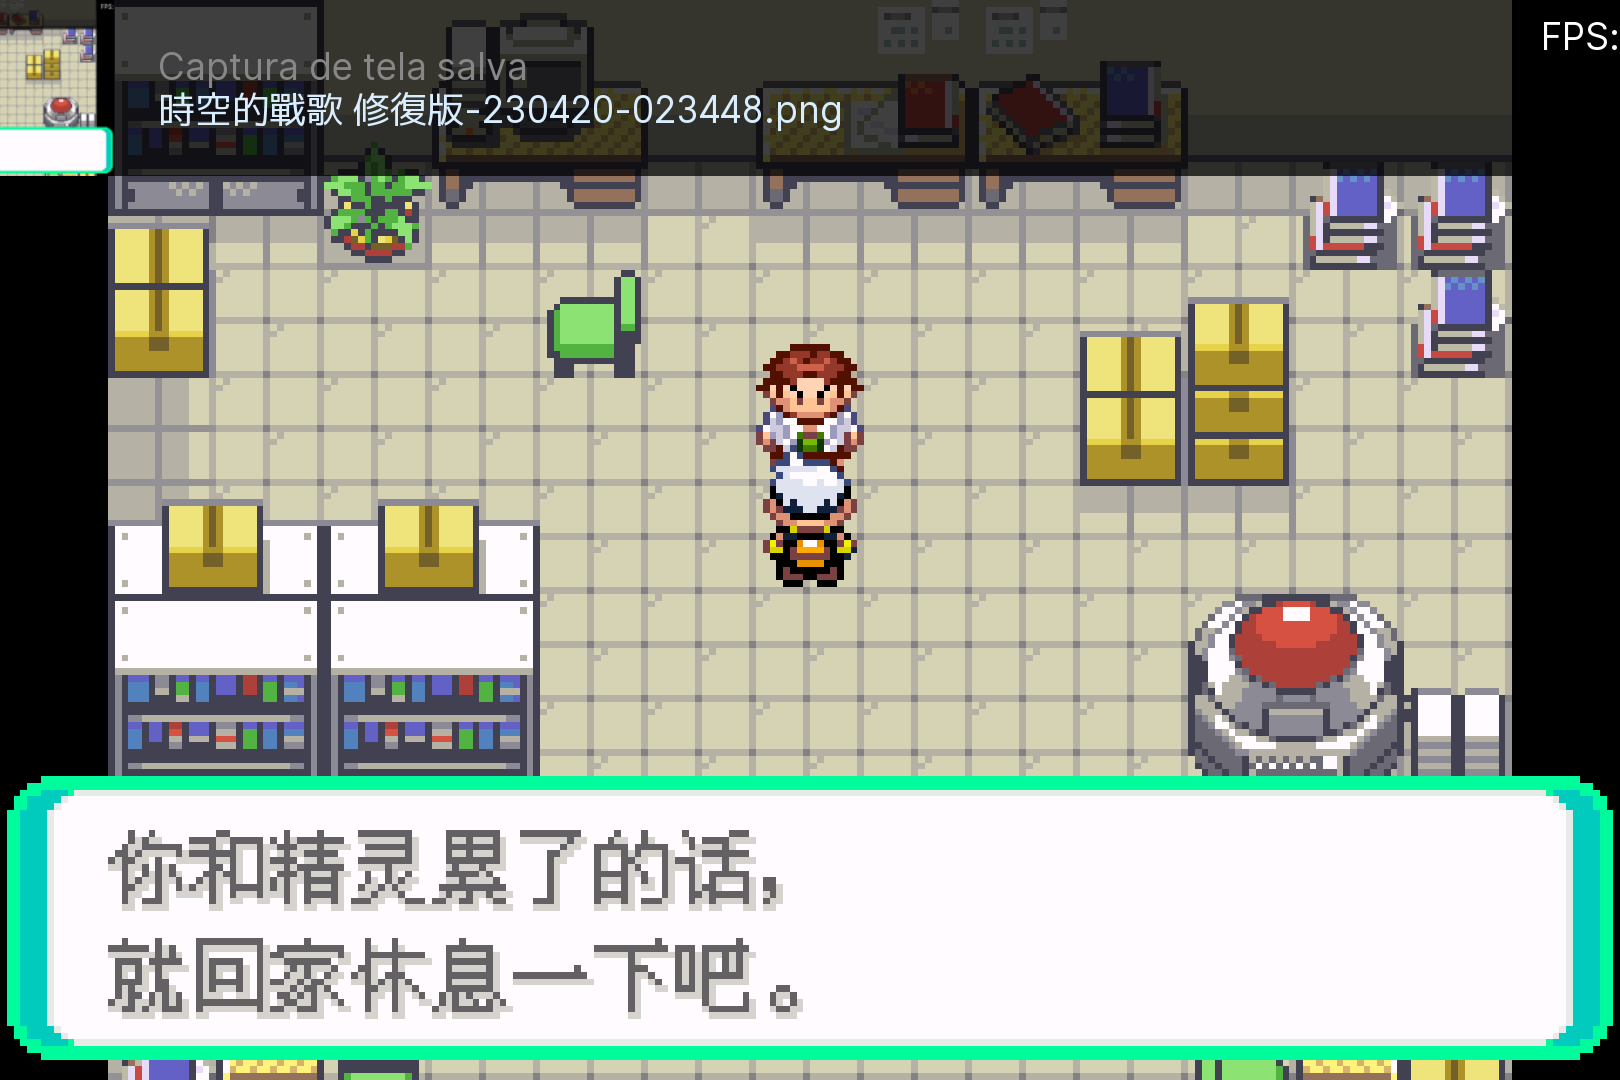 Captura de tela salva
時空的戰歌 修復版-230420-023448.png
FPS:
你和精灵累了的话,
就回家休息一下吧。